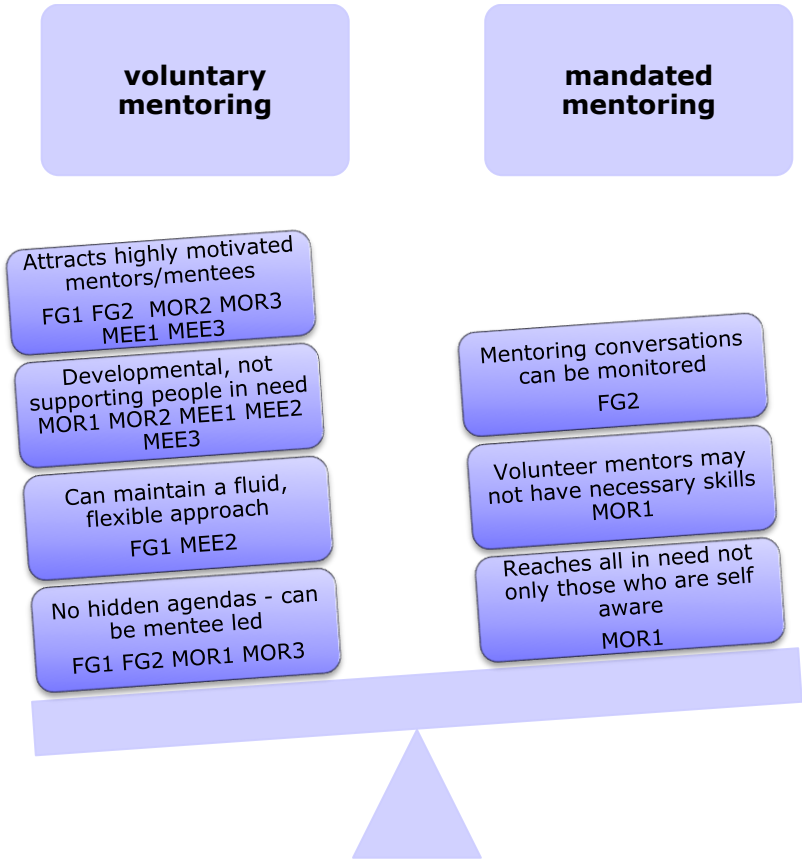 voluntary
mentoring
mandated
mentoring
Attracts highly motivated
mentors/mentees
FG1 FG2  MOR2 MOR3
MEE1 MEE3
Developmental, not
supporting people in need
MOR1 MOR2 MEE1 MEE2
MEE3
Can maintain a fluid,
flexible approach
FG1 MEE2
No hidden agendas - can
be mentee led
FG1 FG2 MOR1 MOR3
Mentoring conversations
can be monitored
FG2
Volunteer mentors may
not have necessary skills
MOR1
Reaches all in need not
only those who are self
aware
MOR1